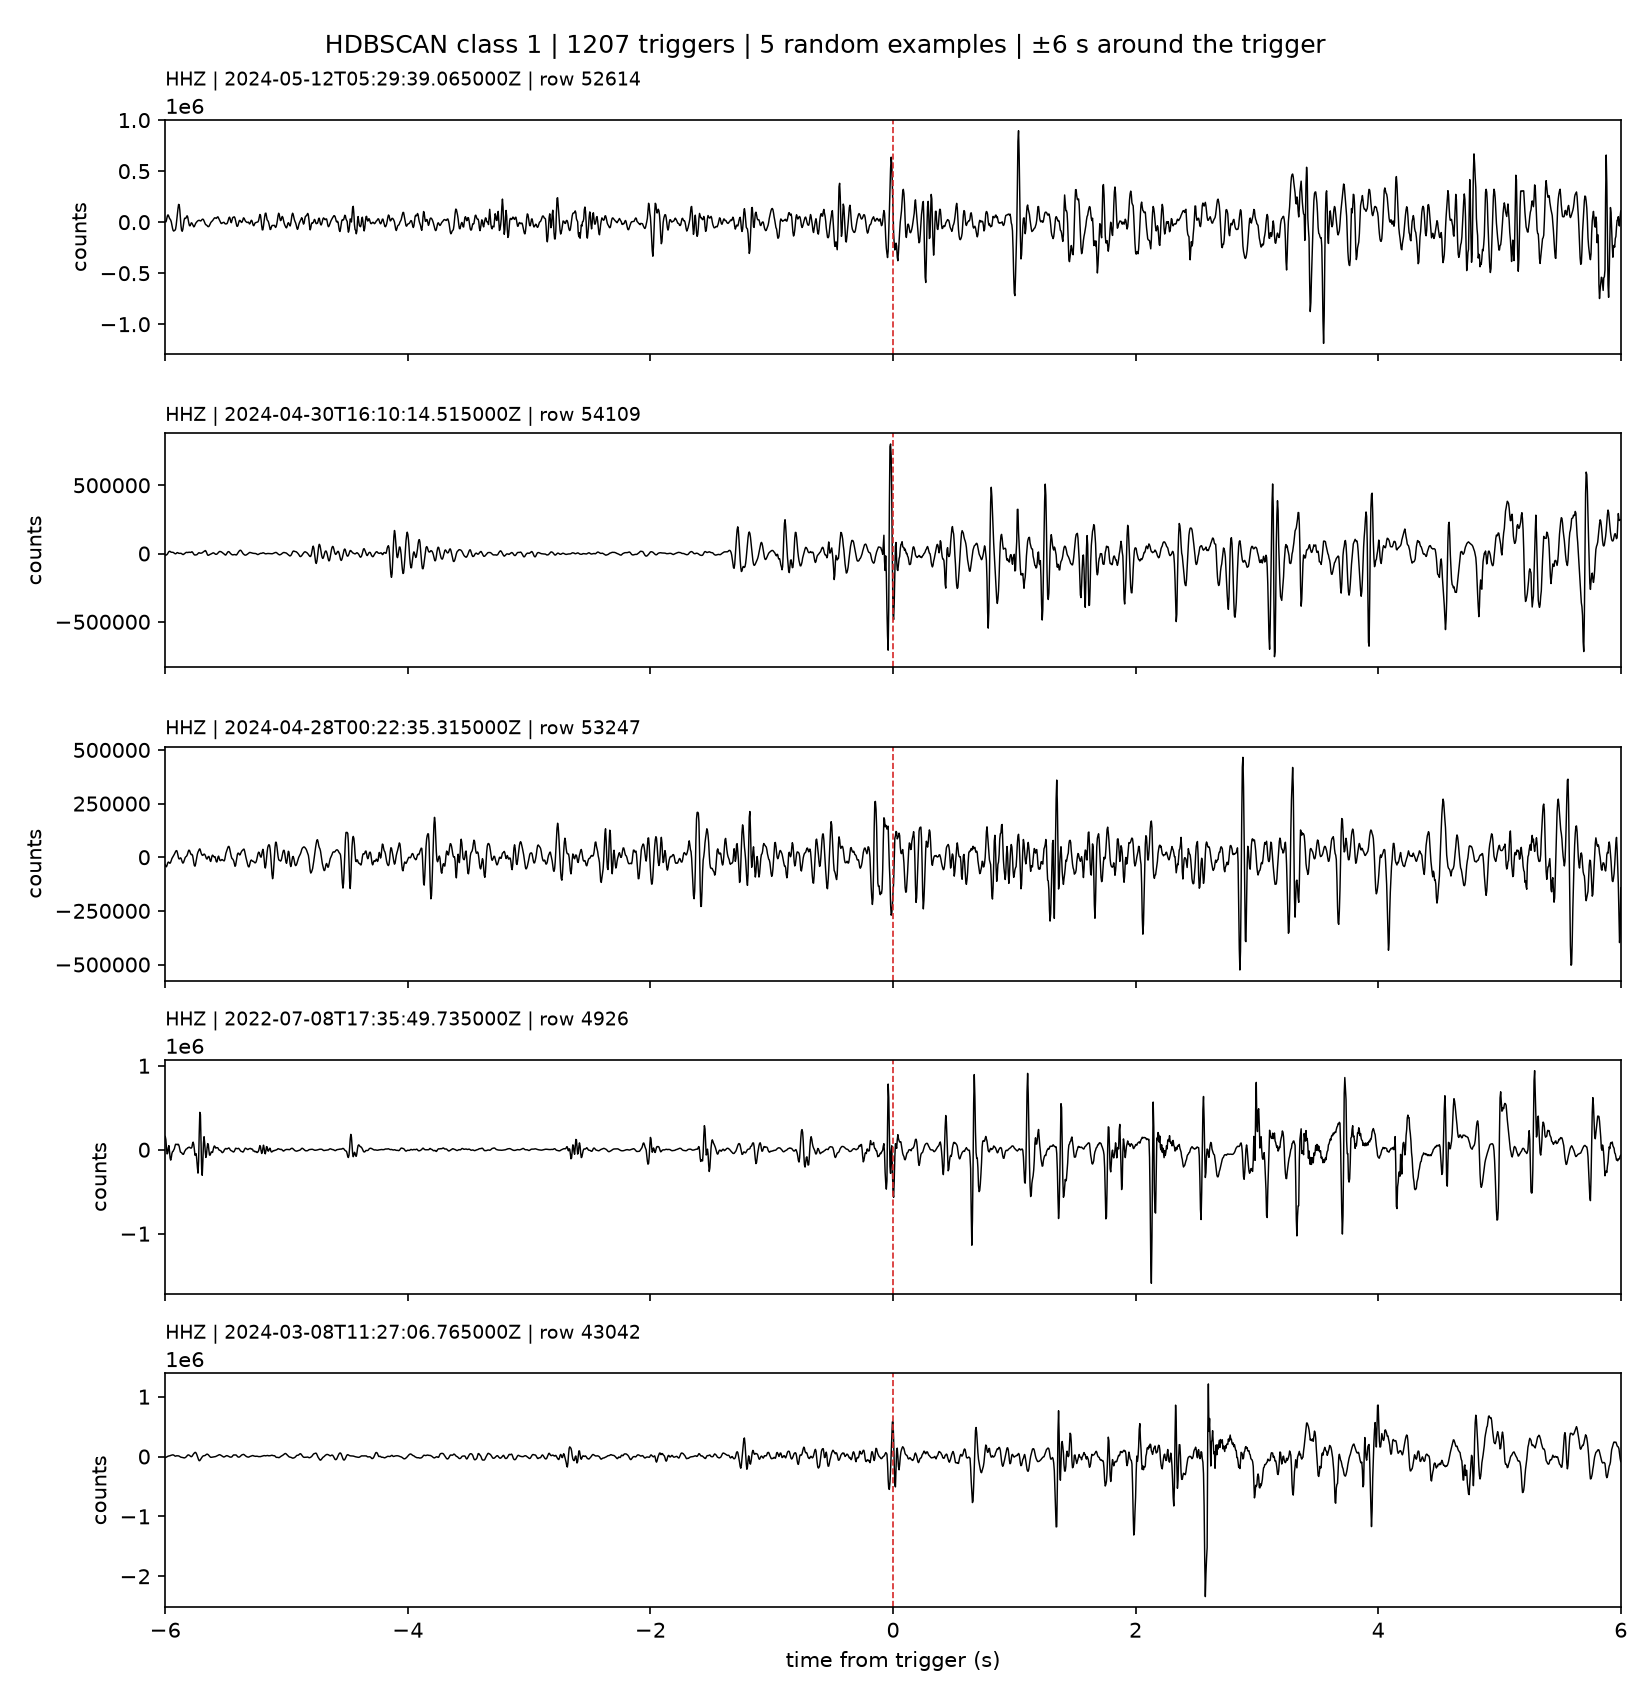 HDBSCAN class 1 | 1207 triggers | 5 random examples | ±6 s around the trigger
HHZ | 2024-05-12T05:29:39.065000Z | row 52614
1e6
1.0
0.5
0.0
−0.5
−1.0
counts
HHZ | 2024-04-30T16:10:14.515000Z | row 54109
500000
0
−500000
counts
HHZ | 2024-04-28T00:22:35.315000Z | row 53247
500000
250000
0
−250000
−500000
counts
HHZ | 2022-07-08T17:35:49.735000Z | row 4926
1e6
1
0
−1
counts
HHZ | 2024-03-08T11:27:06.765000Z | row 43042
1e6
1
0
−1
−2
counts
−6 −4 −2 0 2 4 6
time from trigger (s)